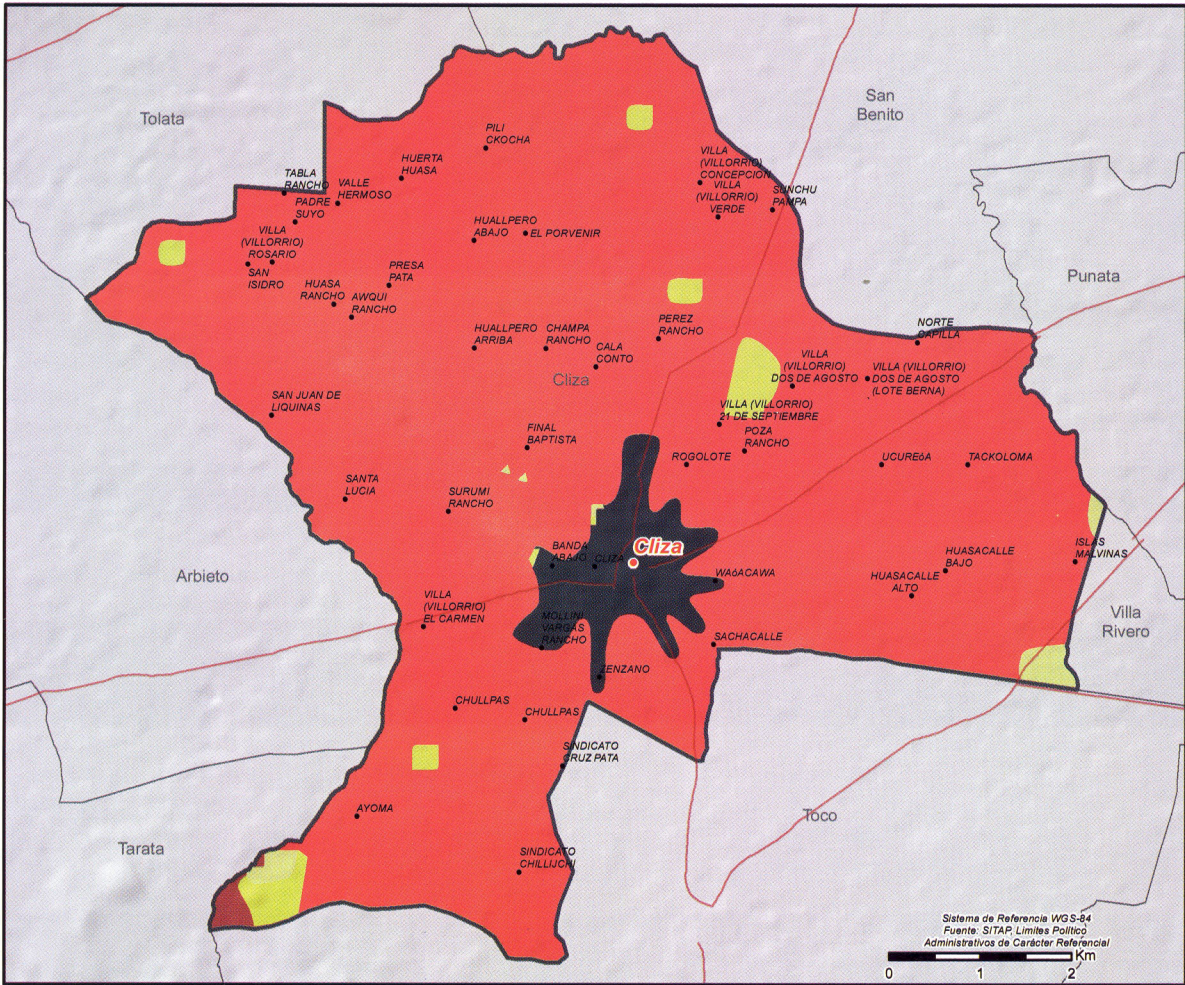 San
Benito
Tolata
PILI
CKOCHA
VILLA
(VILLORRIO)
CONCEPCION
HUERTA
HUASA
TABLA
RANCHO
VALLE
HERMOSO
VILLA
(VILLORRIO)
VERDE
SUNCHU
PAMPA
PADRE
SUYO
HUALLPERO
ABAJO
EL PORVENIR
VILLA
(VILLORRIO)
ROSARIO
SAN
ISIDRO
PRESA
PATA
Punata
HUASA
RANCHO
AWQUI
RANCHO
HUALLPERO
ARRIBA
CHAMPA
RANCHO
PEREZ
RANCHO
NORTE
CAPILLA
CALA
CONTO
Cliza
VILLA
(VILLORRIO)
DOS DE AGOSTO
VILLA (VILLORRIO)
DOS DE AGOSTO
(LOTE BERNA)
SAN JUAN DE
LIQUINAS
VILLA (VILLORRIO)
21 DE SEPTIEMBRE
FINAL
BAPTISTA
POZA
RANCHO
ROGOLOTE
UCUREóA
TACKOLOMA
SANTA
LUCIA
SURUMI
RANCHO
BANDA
ABAJO
CLIZA
Cliza
ISLAS
MALVINAS
HUASACALLE
BAJO
Arbieto
WAóACAWA
HUASACALLE
ALTO
VILLA
(VILLORRIO)
EL CARMEN
MOLLINI
VARGAS
RANCHO
Villa
Rivero
SACHACALLE
ZENZANO
CHULLPAS
CHULLPAS
SINDICATO
CRUZ PATA
AYOMA
Toco
Tarata
SINDICATO
CHILLIJCHI
Sistema de Referencia WGS-84
Fuente: SITAP, Limites Político
Administrativos de Carácter Referencial
Km
0 1 2